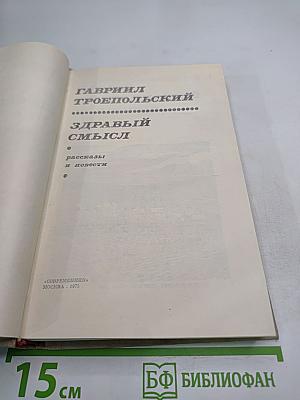 ГАВРИИЛ
ТРОЕПОЛЬСКИЙ
ЗДРАВЫЙ
СМЫСЛ
рассказы
и повести
«СОВРЕМЕННИК»
МОСКВА · 1975
15 СМ
БФ БИБЛИОФАН